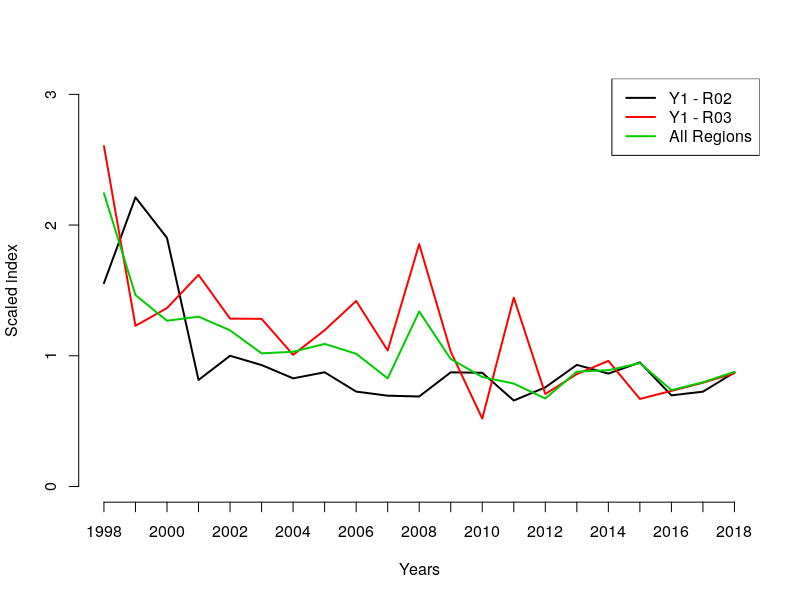 Y1 - R02
Y1 - R03
All Regions
3
2
1
0
Scaled Index
1998 2000 2002 2004 2006 2008 2010 2012 2014 2016 2018
Years